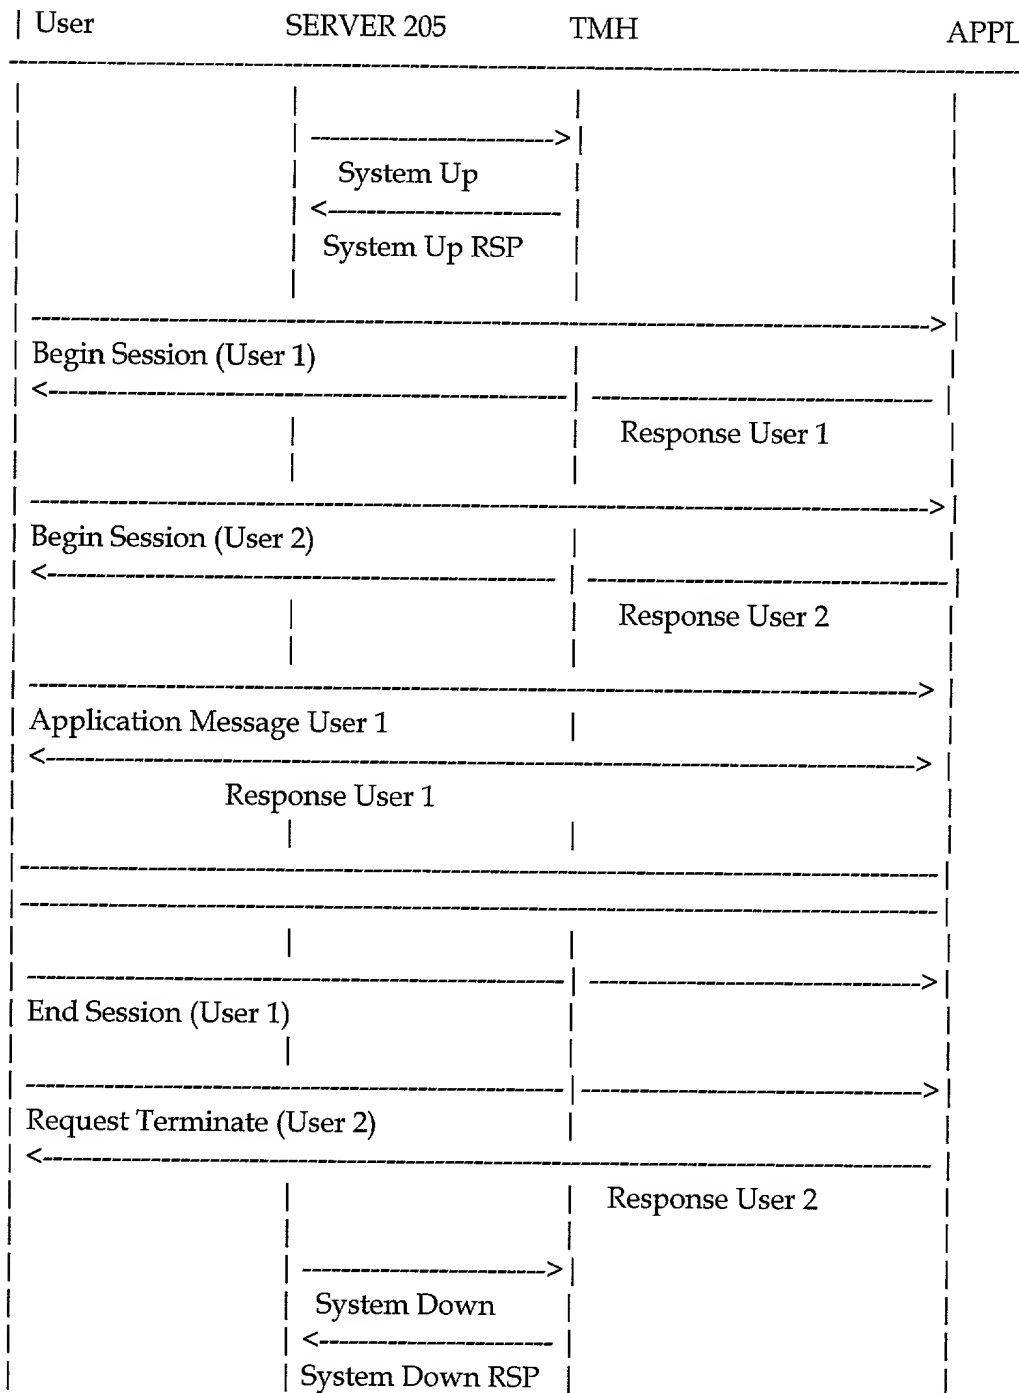 | User SERVER 205 TMH APPL
System Up
System Up RSP
Begin Session (User 1)
Response User 1
Begin Session (User 2)
Response User 2
Application Message User 1
Response User 1
End Session (User 1)
Request Terminate (User 2)
Response User 2
System Down
System Down RSP